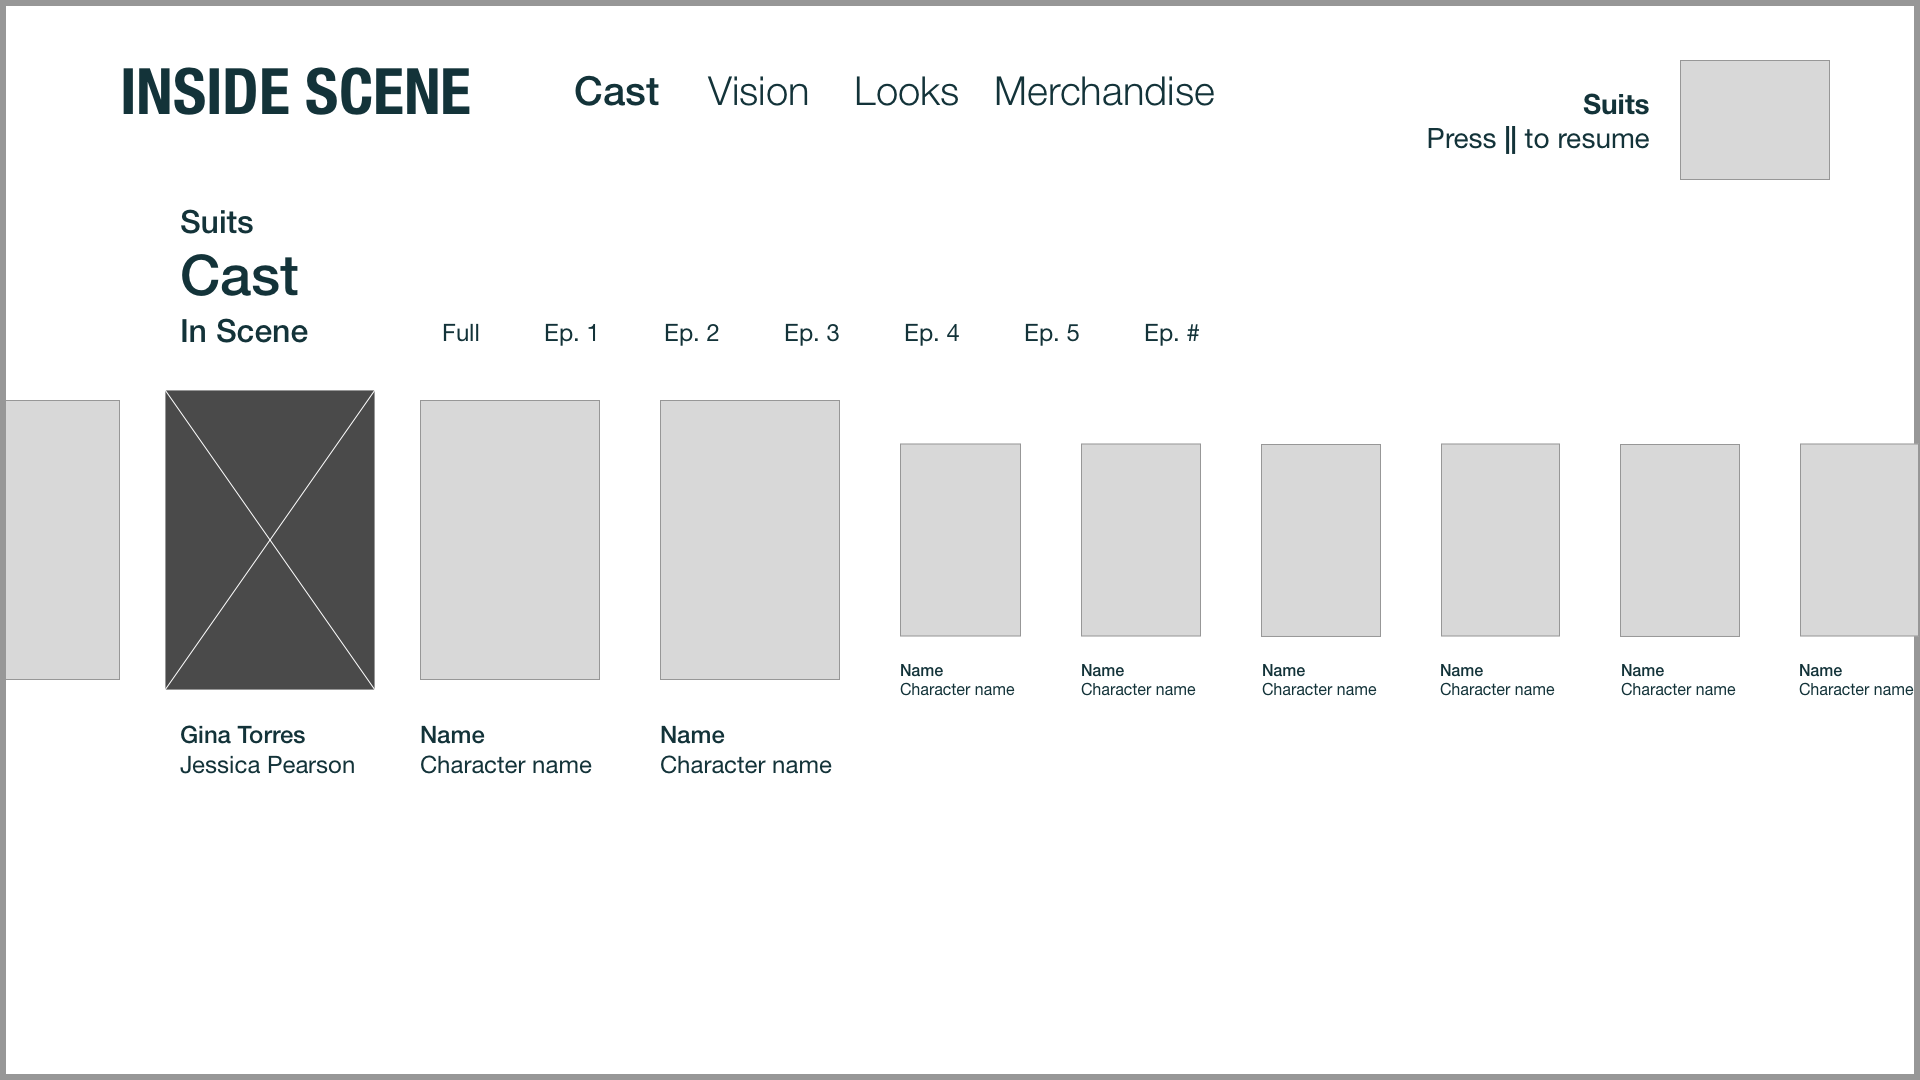 INSIDE SCENE
Cast Vision Looks Merchandise
Suits
Press || to resume
Suits
Cast
In Scene Full Ep. 1 Ep. 2 Ep. 3 Ep. 4 Ep. 5 Ep. #
Gina Torres
Jessica Pearson
Name
Character name
Name
Character name
Name
Character name
Name
Character name
Name
Character name
Name
Character name
Name
Character name
Name
Character name